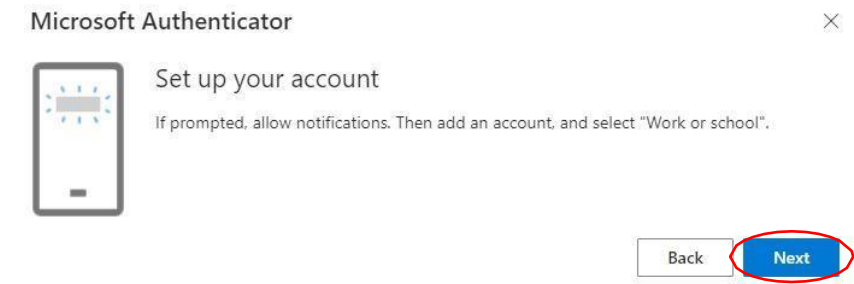 Microsoft Authenticator
Set up your account
If prompted, allow notifications. Then add an account, and select "Work or school".
Back
Next